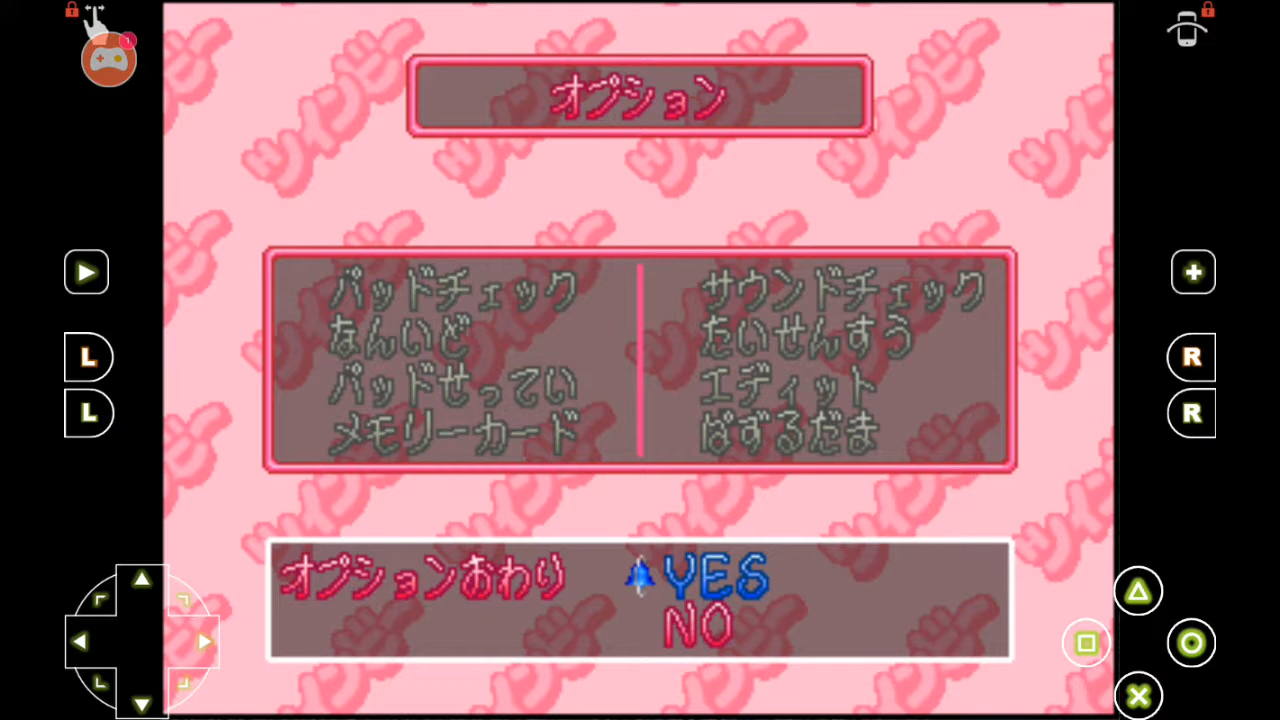 オプション
パッドチェック
なんいど
パッドせってい
メモリーカード
サウンドチェック
たいせんすう
エディット
ぱずるだま
オプションおわり YES
NO
L
L
R
R